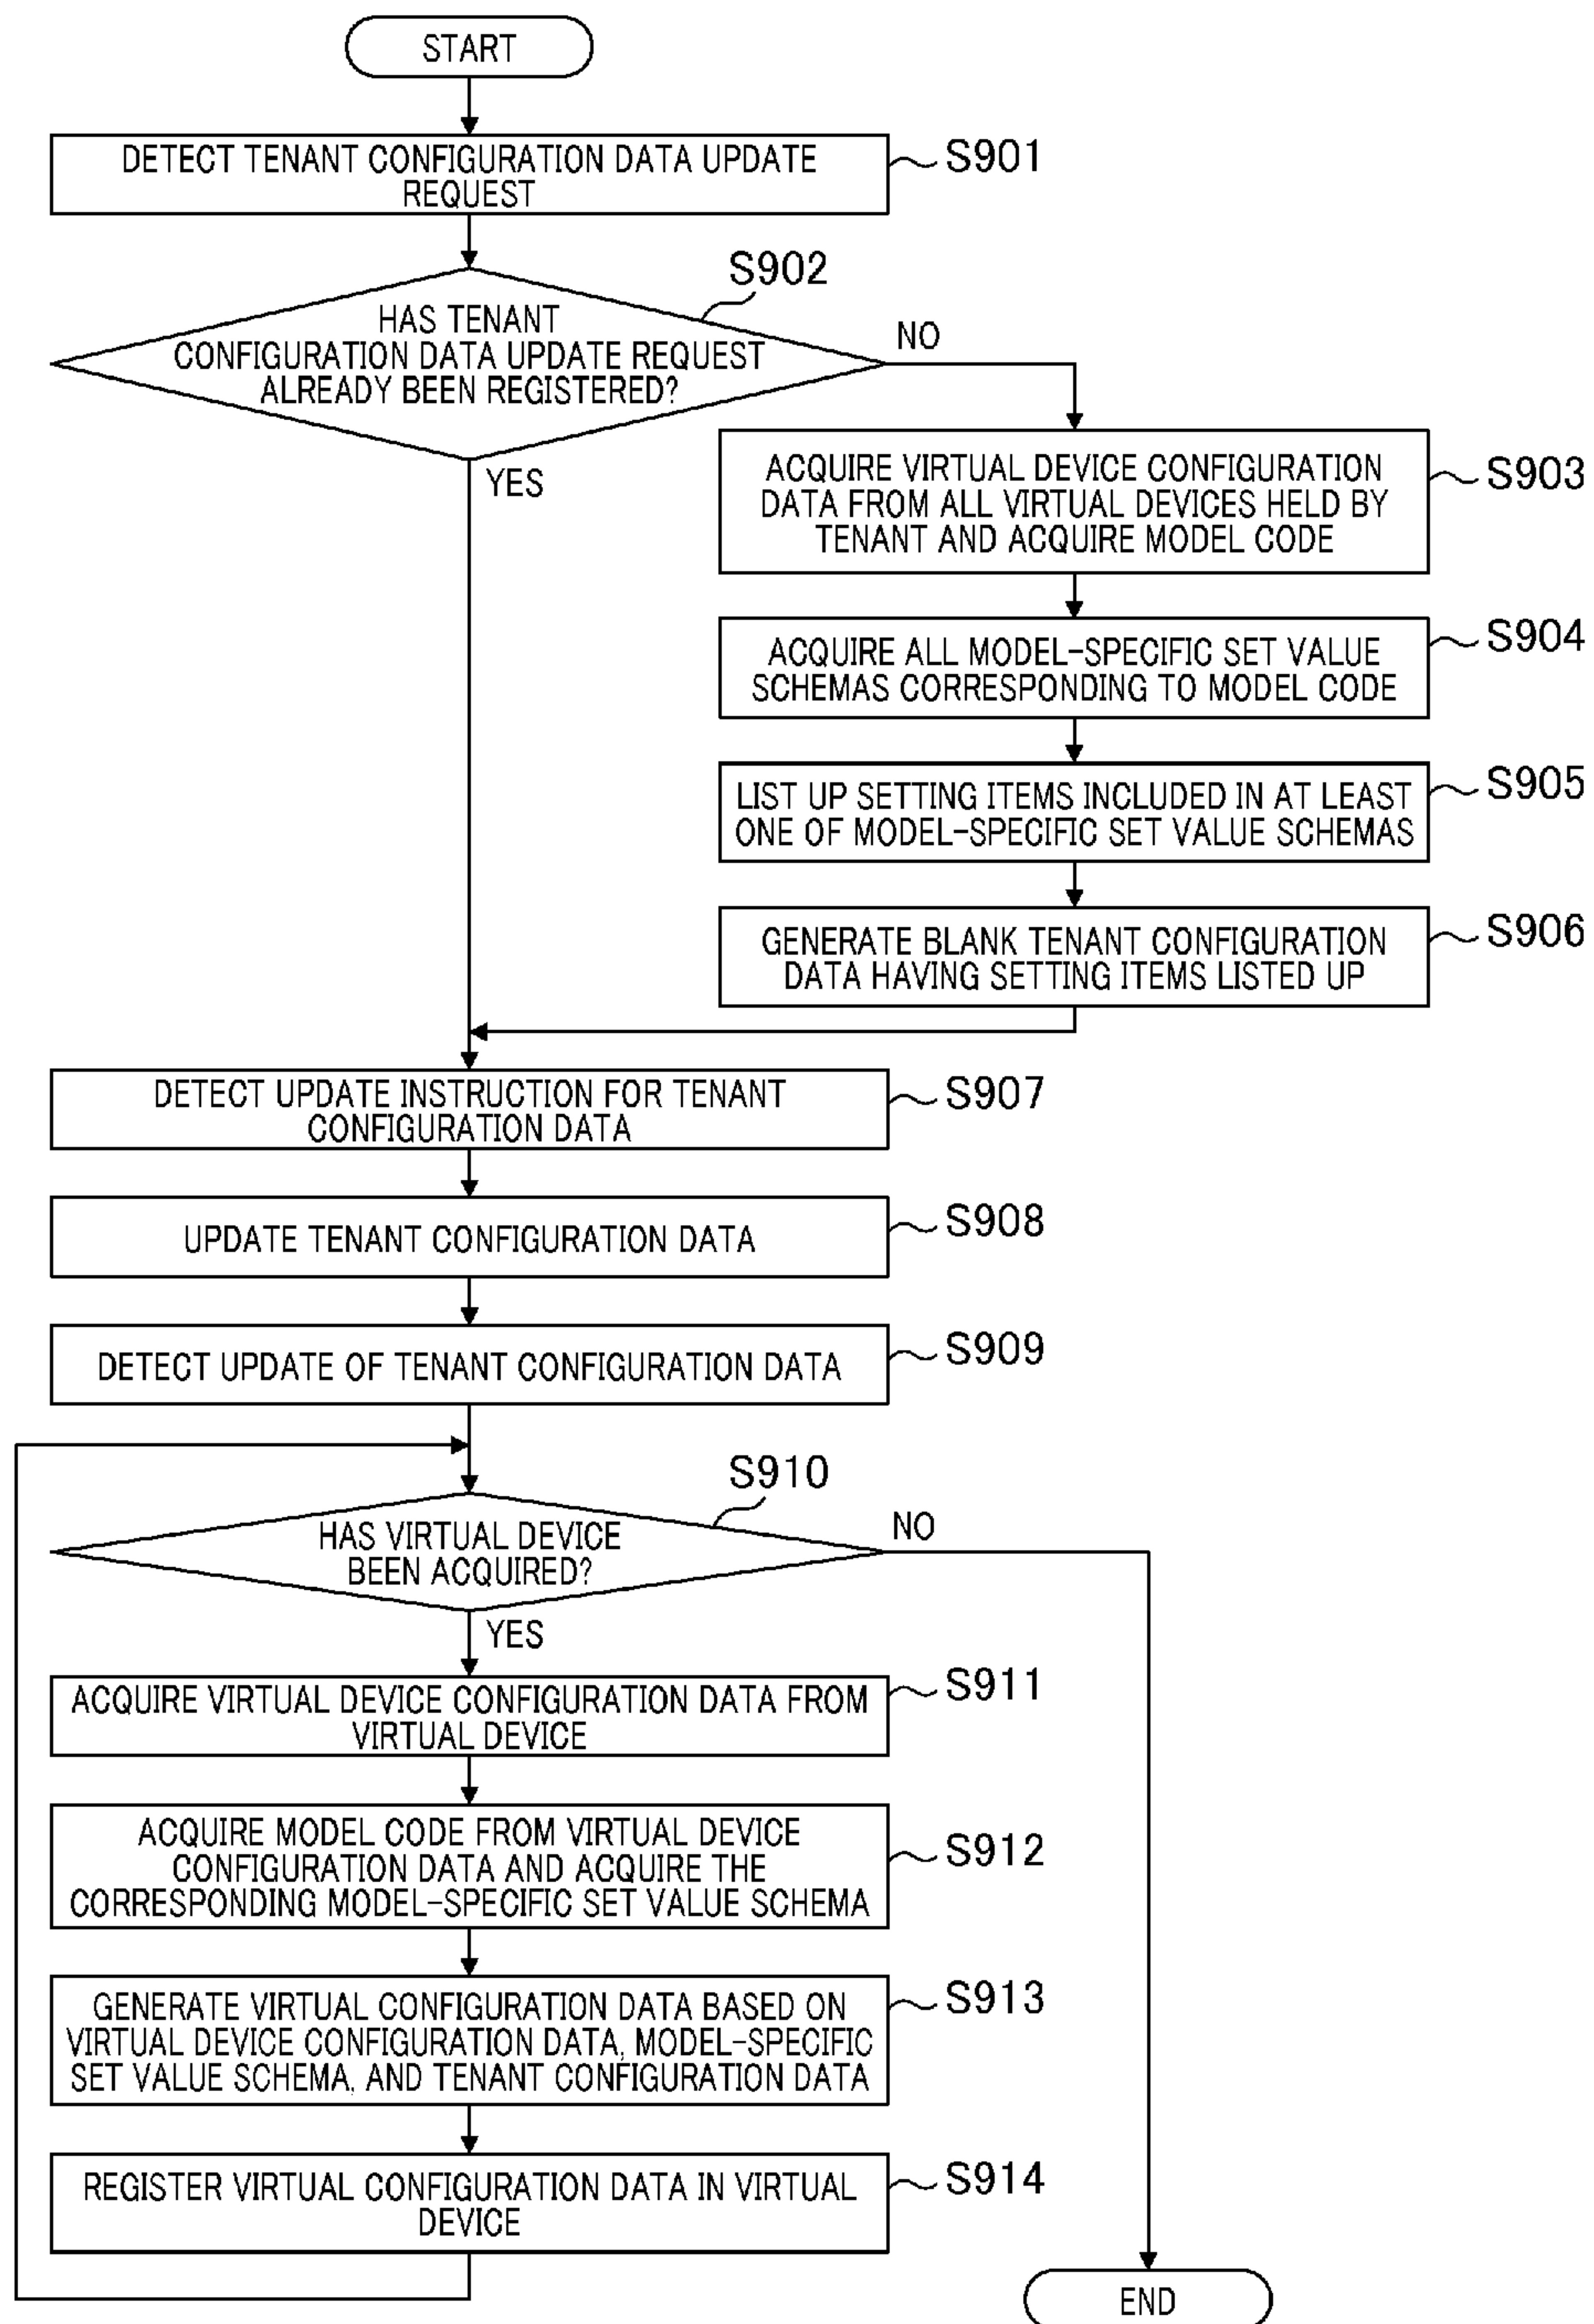 START
DETECT TENANT CONFIGURATION DATA UPDATE
REQUEST
S901
S902
HAS TENANT
CONFIGURATION DATA UPDATE REQUEST
ALREADY BEEN REGISTERED?
NO
YES
ACQUIRE VIRTUAL DEVICE CONFIGURATION
DATA FROM ALL VIRTUAL DEVICES HELD BY
TENANT AND ACQUIRE MODEL CODE
S903
ACQUIRE ALL MODEL-SPECIFIC SET VALUE
SCHEMAS CORRESPONDING TO MODEL CODE
S904
LIST UP SETTING ITEMS INCLUDED IN AT LEAST
ONE OF MODEL-SPECIFIC SET VALUE SCHEMAS
S905
GENERATE BLANK TENANT CONFIGURATION
DATA HAVING SETTING ITEMS LISTED UP
S906
DETECT UPDATE INSTRUCTION FOR TENANT
CONFIGURATION DATA
S907
UPDATE TENANT CONFIGURATION DATA
S908
DETECT UPDATE OF TENANT CONFIGURATION DATA
S909
S910
HAS VIRTUAL DEVICE
BEEN ACQUIRED?
NO
YES
ACQUIRE VIRTUAL DEVICE CONFIGURATION DATA FROM
VIRTUAL DEVICE
S911
ACQUIRE MODEL CODE FROM VIRTUAL DEVICE
CONFIGURATION DATA AND ACQUIRE THE
CORRESPONDING MODEL-SPECIFIC SET VALUE SCHEMA
S912
GENERATE VIRTUAL CONFIGURATION DATA BASED ON
VIRTUAL DEVICE CONFIGURATION DATA, MODEL-SPECIFIC
SET VALUE SCHEMA, AND TENANT CONFIGURATION DATA
S913
REGISTER VIRTUAL CONFIGURATION DATA IN VIRTUAL
DEVICE
S914
END